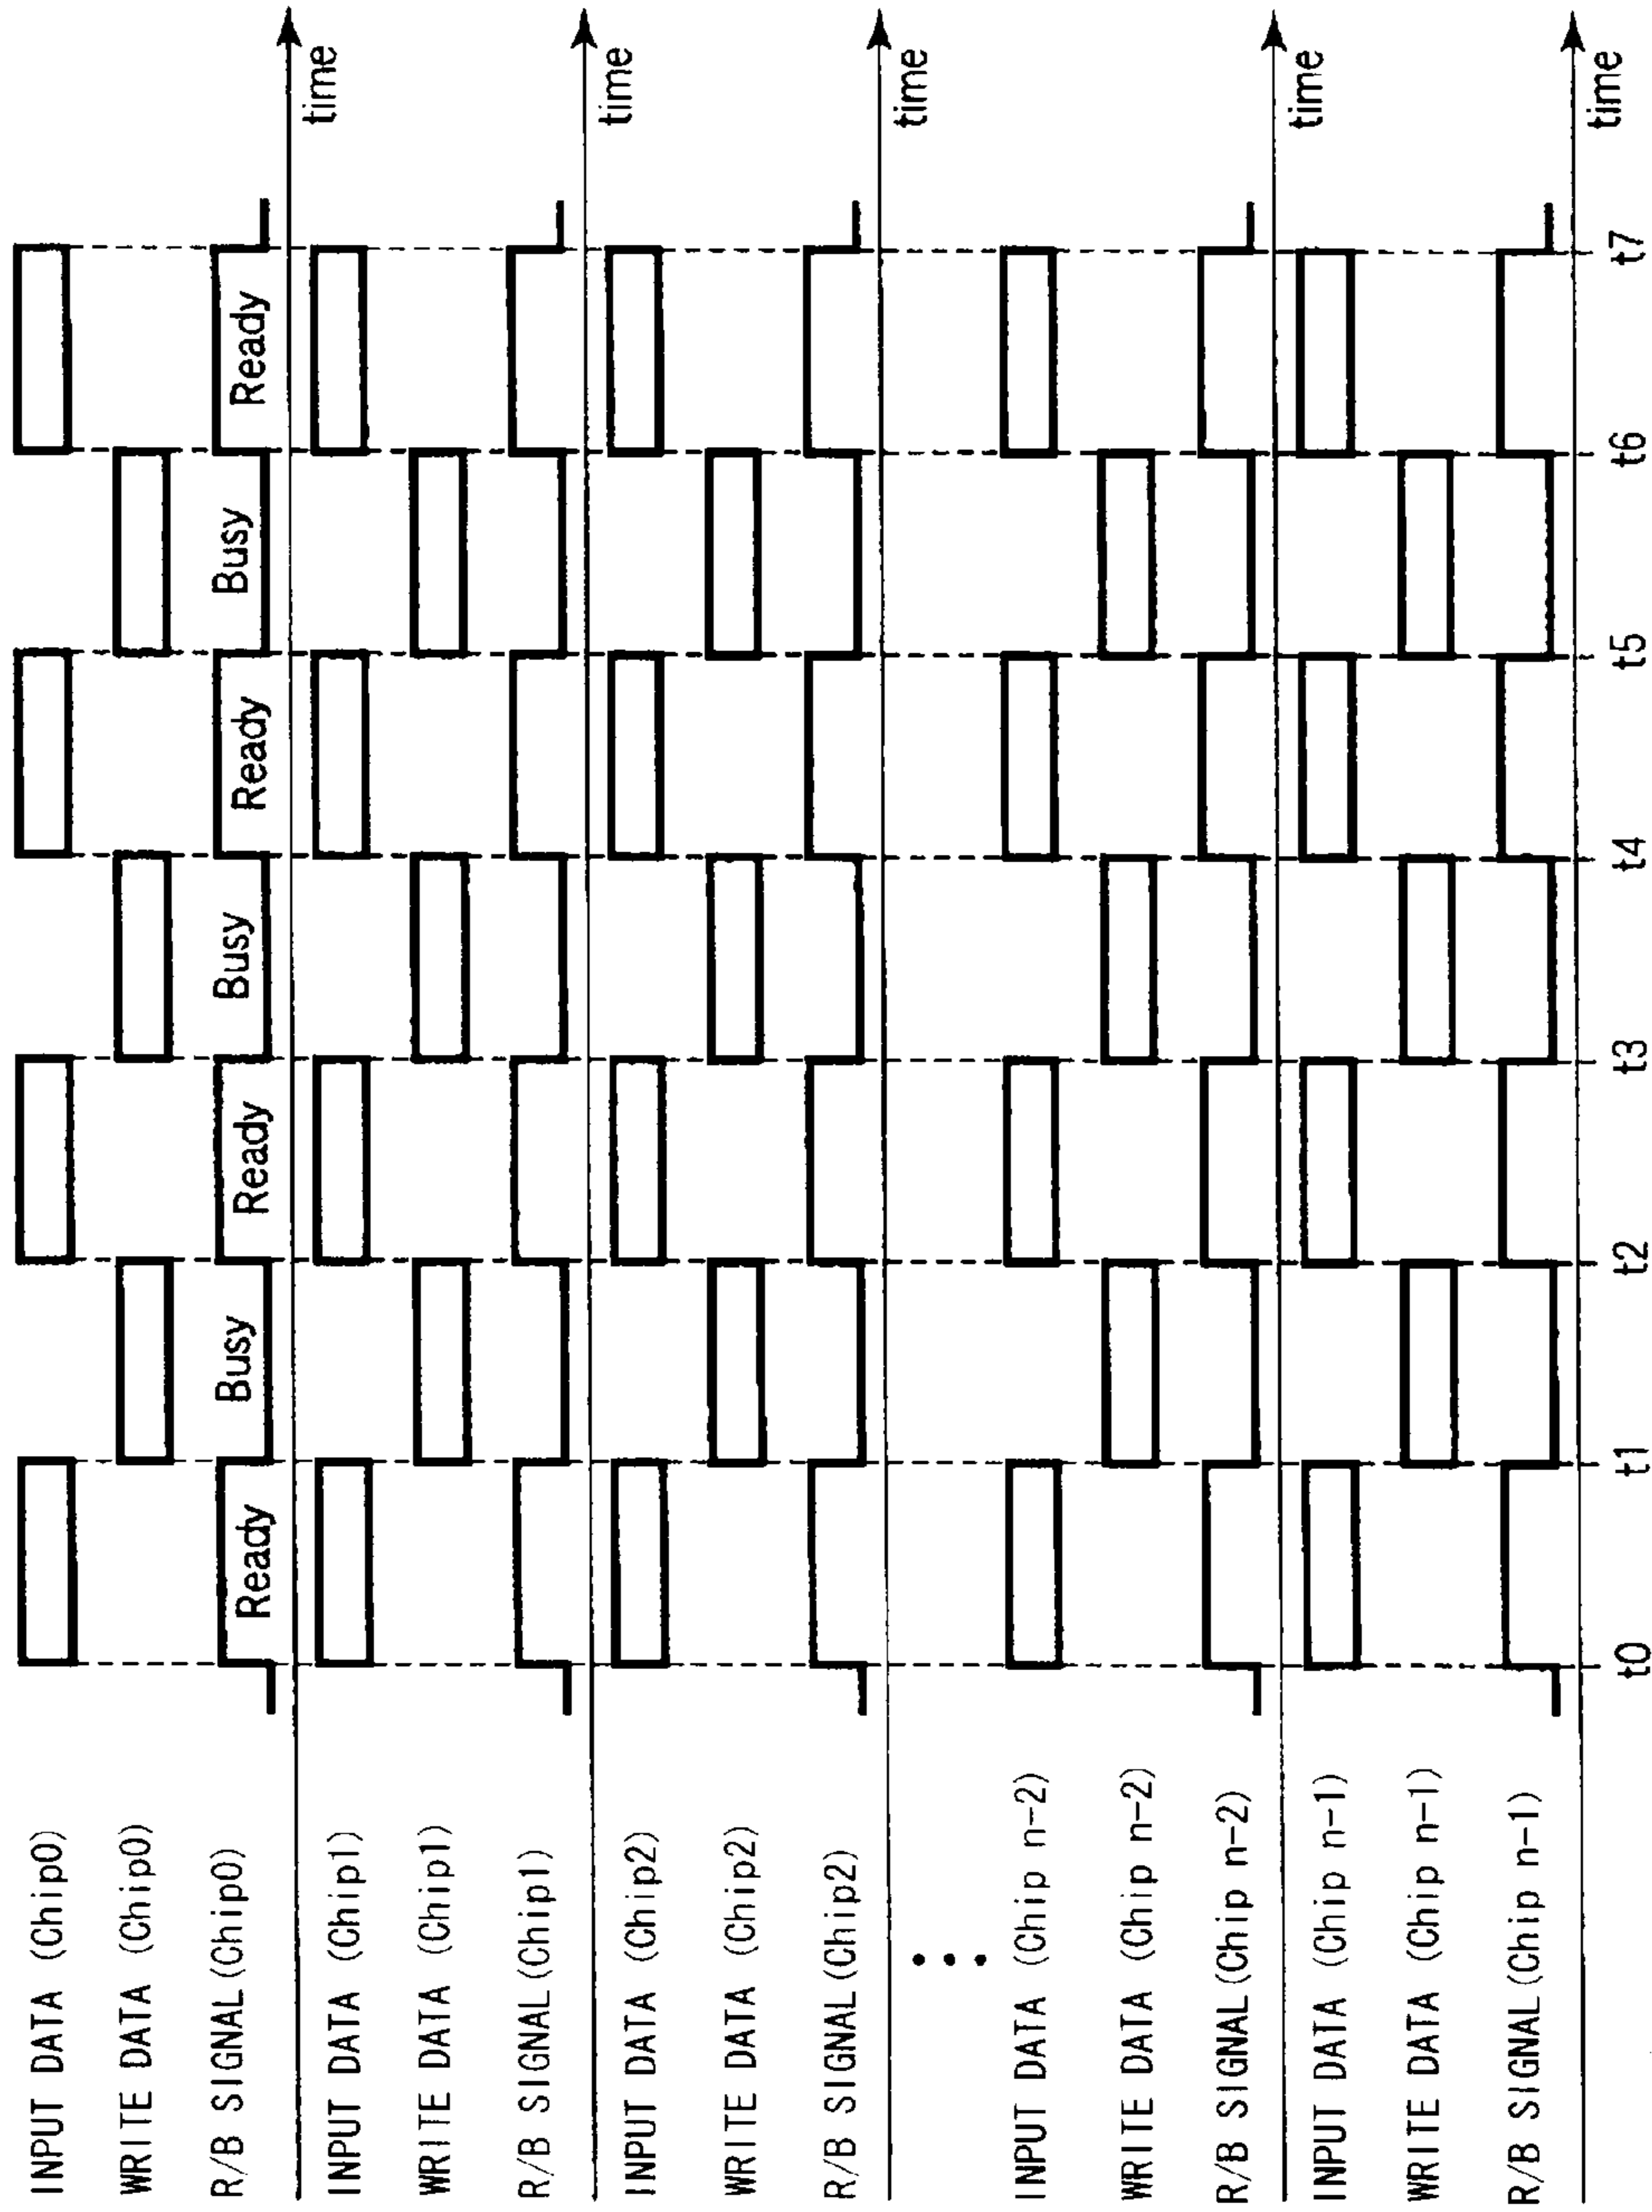 INPUT DATA (Chip0)
WRITE DATA (Chip0)
R/B SIGNAL(Chip0)
Ready Busy Ready Busy Ready Busy Ready
time
INPUT DATA (Chip1)
WRITE DATA (Chip1)
R/B SIGNAL(Chip1)
time
INPUT DATA (Chip2)
WRITE DATA (Chip2)
R/B SIGNAL(Chip2)
time
INPUT DATA (Chip n-2)
WRITE DATA (Chip n-2)
R/B SIGNAL(Chip n-2)
time
INPUT DATA (Chip n-1)
WRITE DATA (Chip n-1)
R/B SIGNAL(Chip n-1)
time
t0 t1 t2 t3 t4 t5 t6 t7